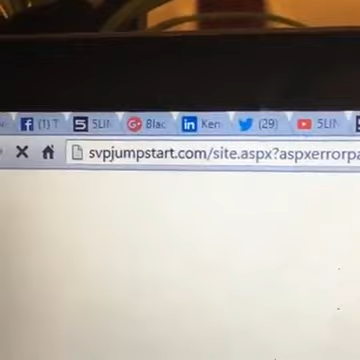 (1) T 5LIN Blac Ken (29) 5LIN
svpjumpstart.com/site.aspx?aspxerrorpa